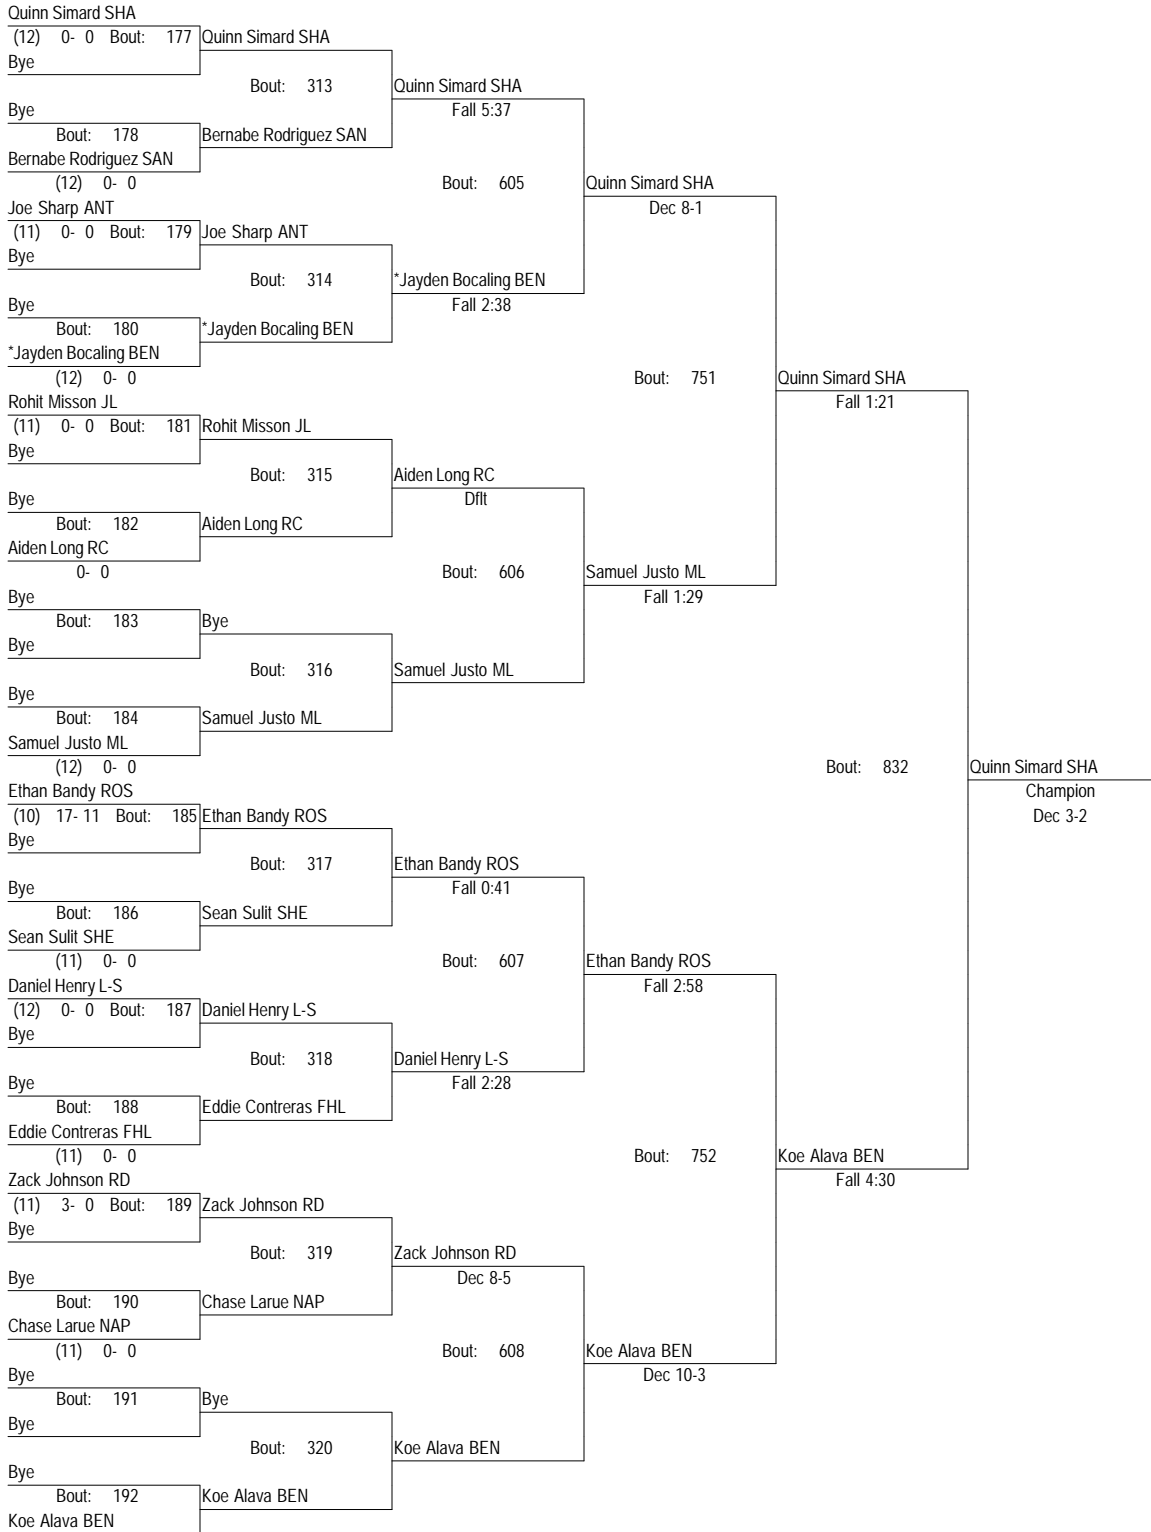 Quinn Simard SHA
(12) 0- 0 Bout: 177 Quinn Simard SHA
Bye
Bout: 313 Quinn Simard SHA
Bye Fall 5:37
Bout: 178 Bernabe Rodriguez SAN
Bernabe Rodriguez SAN
(12) 0- 0 Bout: 605 Quinn Simard SHA
Joe Sharp ANT Dec 8-1
(11) 0- 0 Bout: 179 Joe Sharp ANT
Bye
Bout: 314 *Jayden Bocaling BEN
Bye Fall 2:38
Bout: 180 *Jayden Bocaling BEN
*Jayden Bocaling BEN
(12) 0- 0 Bout: 751 Quinn Simard SHA
Rohit Misson JL Fall 1:21
(11) 0- 0 Bout: 181 Rohit Misson JL
Bye
Bout: 315 Aiden Long RC
Bye Dflt
Bout: 182 Aiden Long RC
Aiden Long RC
0- 0 Bout: 606 Samuel Justo ML
Bye Fall 1:29
Bout: 183 Bye
Bye
Bout: 316 Samuel Justo ML
Bye
Bout: 184 Samuel Justo ML
Samuel Justo ML
(12) 0- 0 Bout: 832 Quinn Simard SHA
Ethan Bandy ROS Champion
(10) 17- 11 Bout: 185 Ethan Bandy ROS Dec 3-2
Bye
Bout: 317 Ethan Bandy ROS
Bye Fall 0:41
Bout: 186 Sean Sulit SHE
Sean Sulit SHE
(11) 0- 0 Bout: 607 Ethan Bandy ROS
Daniel Henry L-S Fall 2:58
(12) 0- 0 Bout: 187 Daniel Henry L-S
Bye
Bout: 318 Daniel Henry L-S
Bye Fall 2:28
Bout: 188 Eddie Contreras FHL
Eddie Contreras FHL
(11) 0- 0 Bout: 752 Koe Alava BEN
Zack Johnson RD Fall 4:30
(11) 3- 0 Bout: 189 Zack Johnson RD
Bye
Bout: 319 Zack Johnson RD
Bye Dec 8-5
Bout: 190 Chase Larue NAP
Chase Larue NAP
(11) 0- 0 Bout: 608 Koe Alava BEN
Bye Dec 10-3
Bout: 191 Bye
Bye
Bout: 320 Koe Alava BEN
Bye
Bout: 192 Koe Alava BEN
Koe Alava BEN